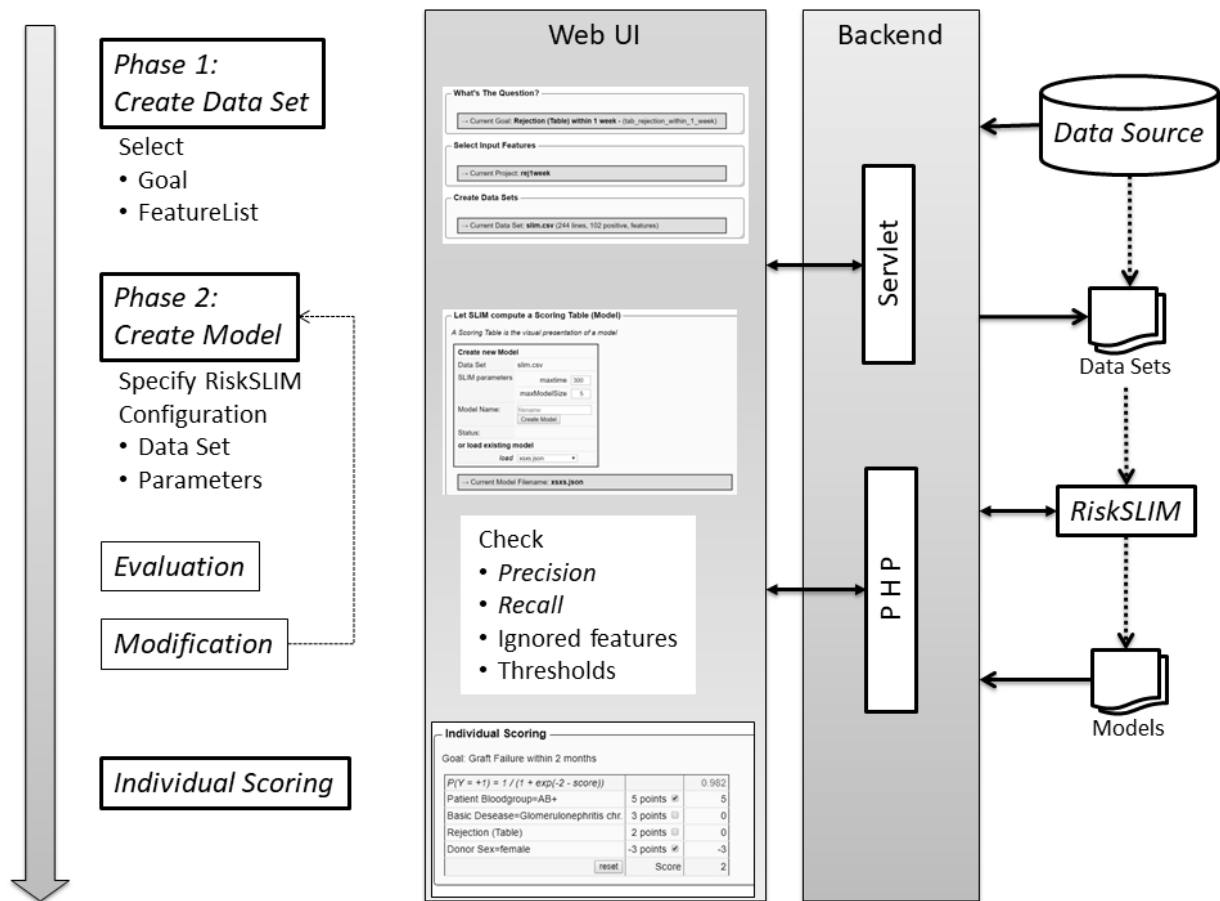 Phase 1:
Create Data Set
Select
• Goal
• FeatureList
Phase 2:
Create Model
Specify RiskSLIM
Configuration
• Data Set
• Parameters
Evaluation
Modification
Individual Scoring
Web UI
What's The Question?
→ Current Goal: Rejection (Table) within 1 week - (tab_rejection_within_1_week)
Select Input Features
→ Current Project: rej1week
Create Data Sets
→ Current Data Set: slim.csv (244 lines, 102 positive, features)
Let SLIM compute a Scoring Table (Model)
A Scoring Table is the visual presentation of a model
Create new Model
Data Set slim.csv
SLIM parameters maxtime 300
maxModelSize 5
Model Name: filename
Create Model
Status:
or load existing model
load xsxs.json
→ Current Model Filename: xsxs.json
Check
• Precision
• Recall
• Ignored features
• Thresholds
Individual Scoring
Goal: Graft Failure within 2 months
P(Y = +1) = 1 / (1 + exp(-2 - score)) 0.982
Patient Bloodgroup=AB+ 5 points 5
Basic Desease=Glomerulonephritis chr. 3 points 0
Rejection (Table) 2 points 0
Donor Sex=female -3 points -3
reset Score 2
Backend
Servlet
PHP
Data Source
Data Sets
RiskSLIM
Models